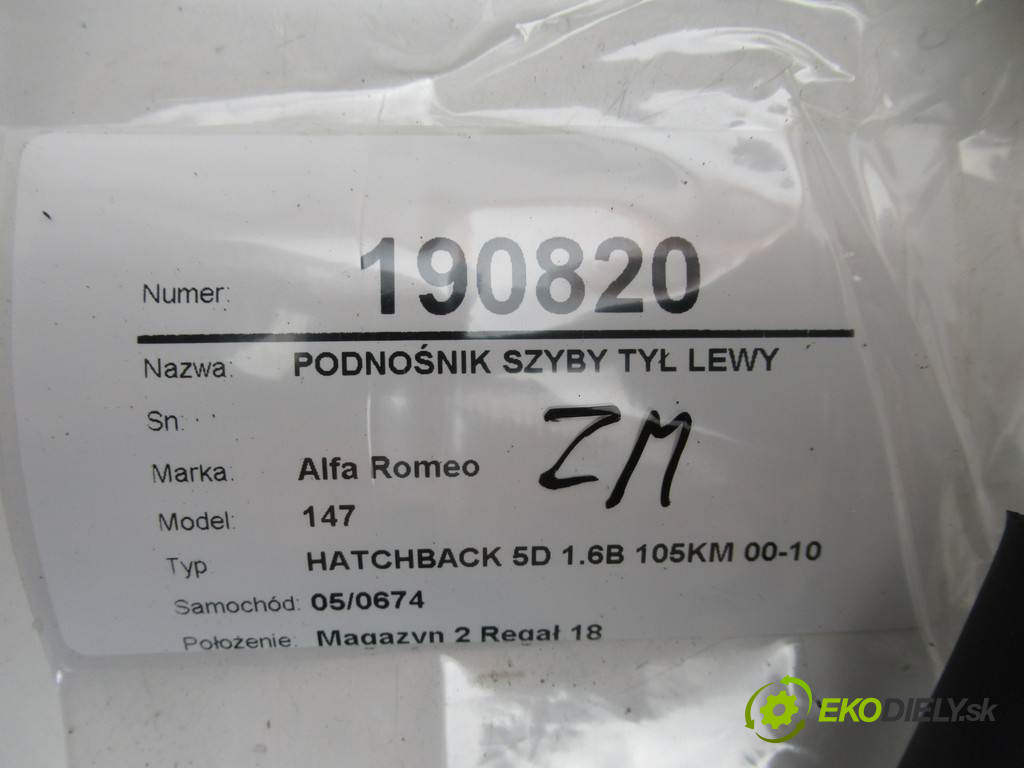 Numer: 190820
Nazwa: PODNOŚNIK SZYBY TYŁ LEWY
Sn:
ZM
Marka: Alfa Romeo
Model: 147
Typ HATCHBACK 5D 1.6B 105KM 00-10
Samochód: 05/0674
Położenie: Magazyn 2 Regał 18
EKODIELY.sk